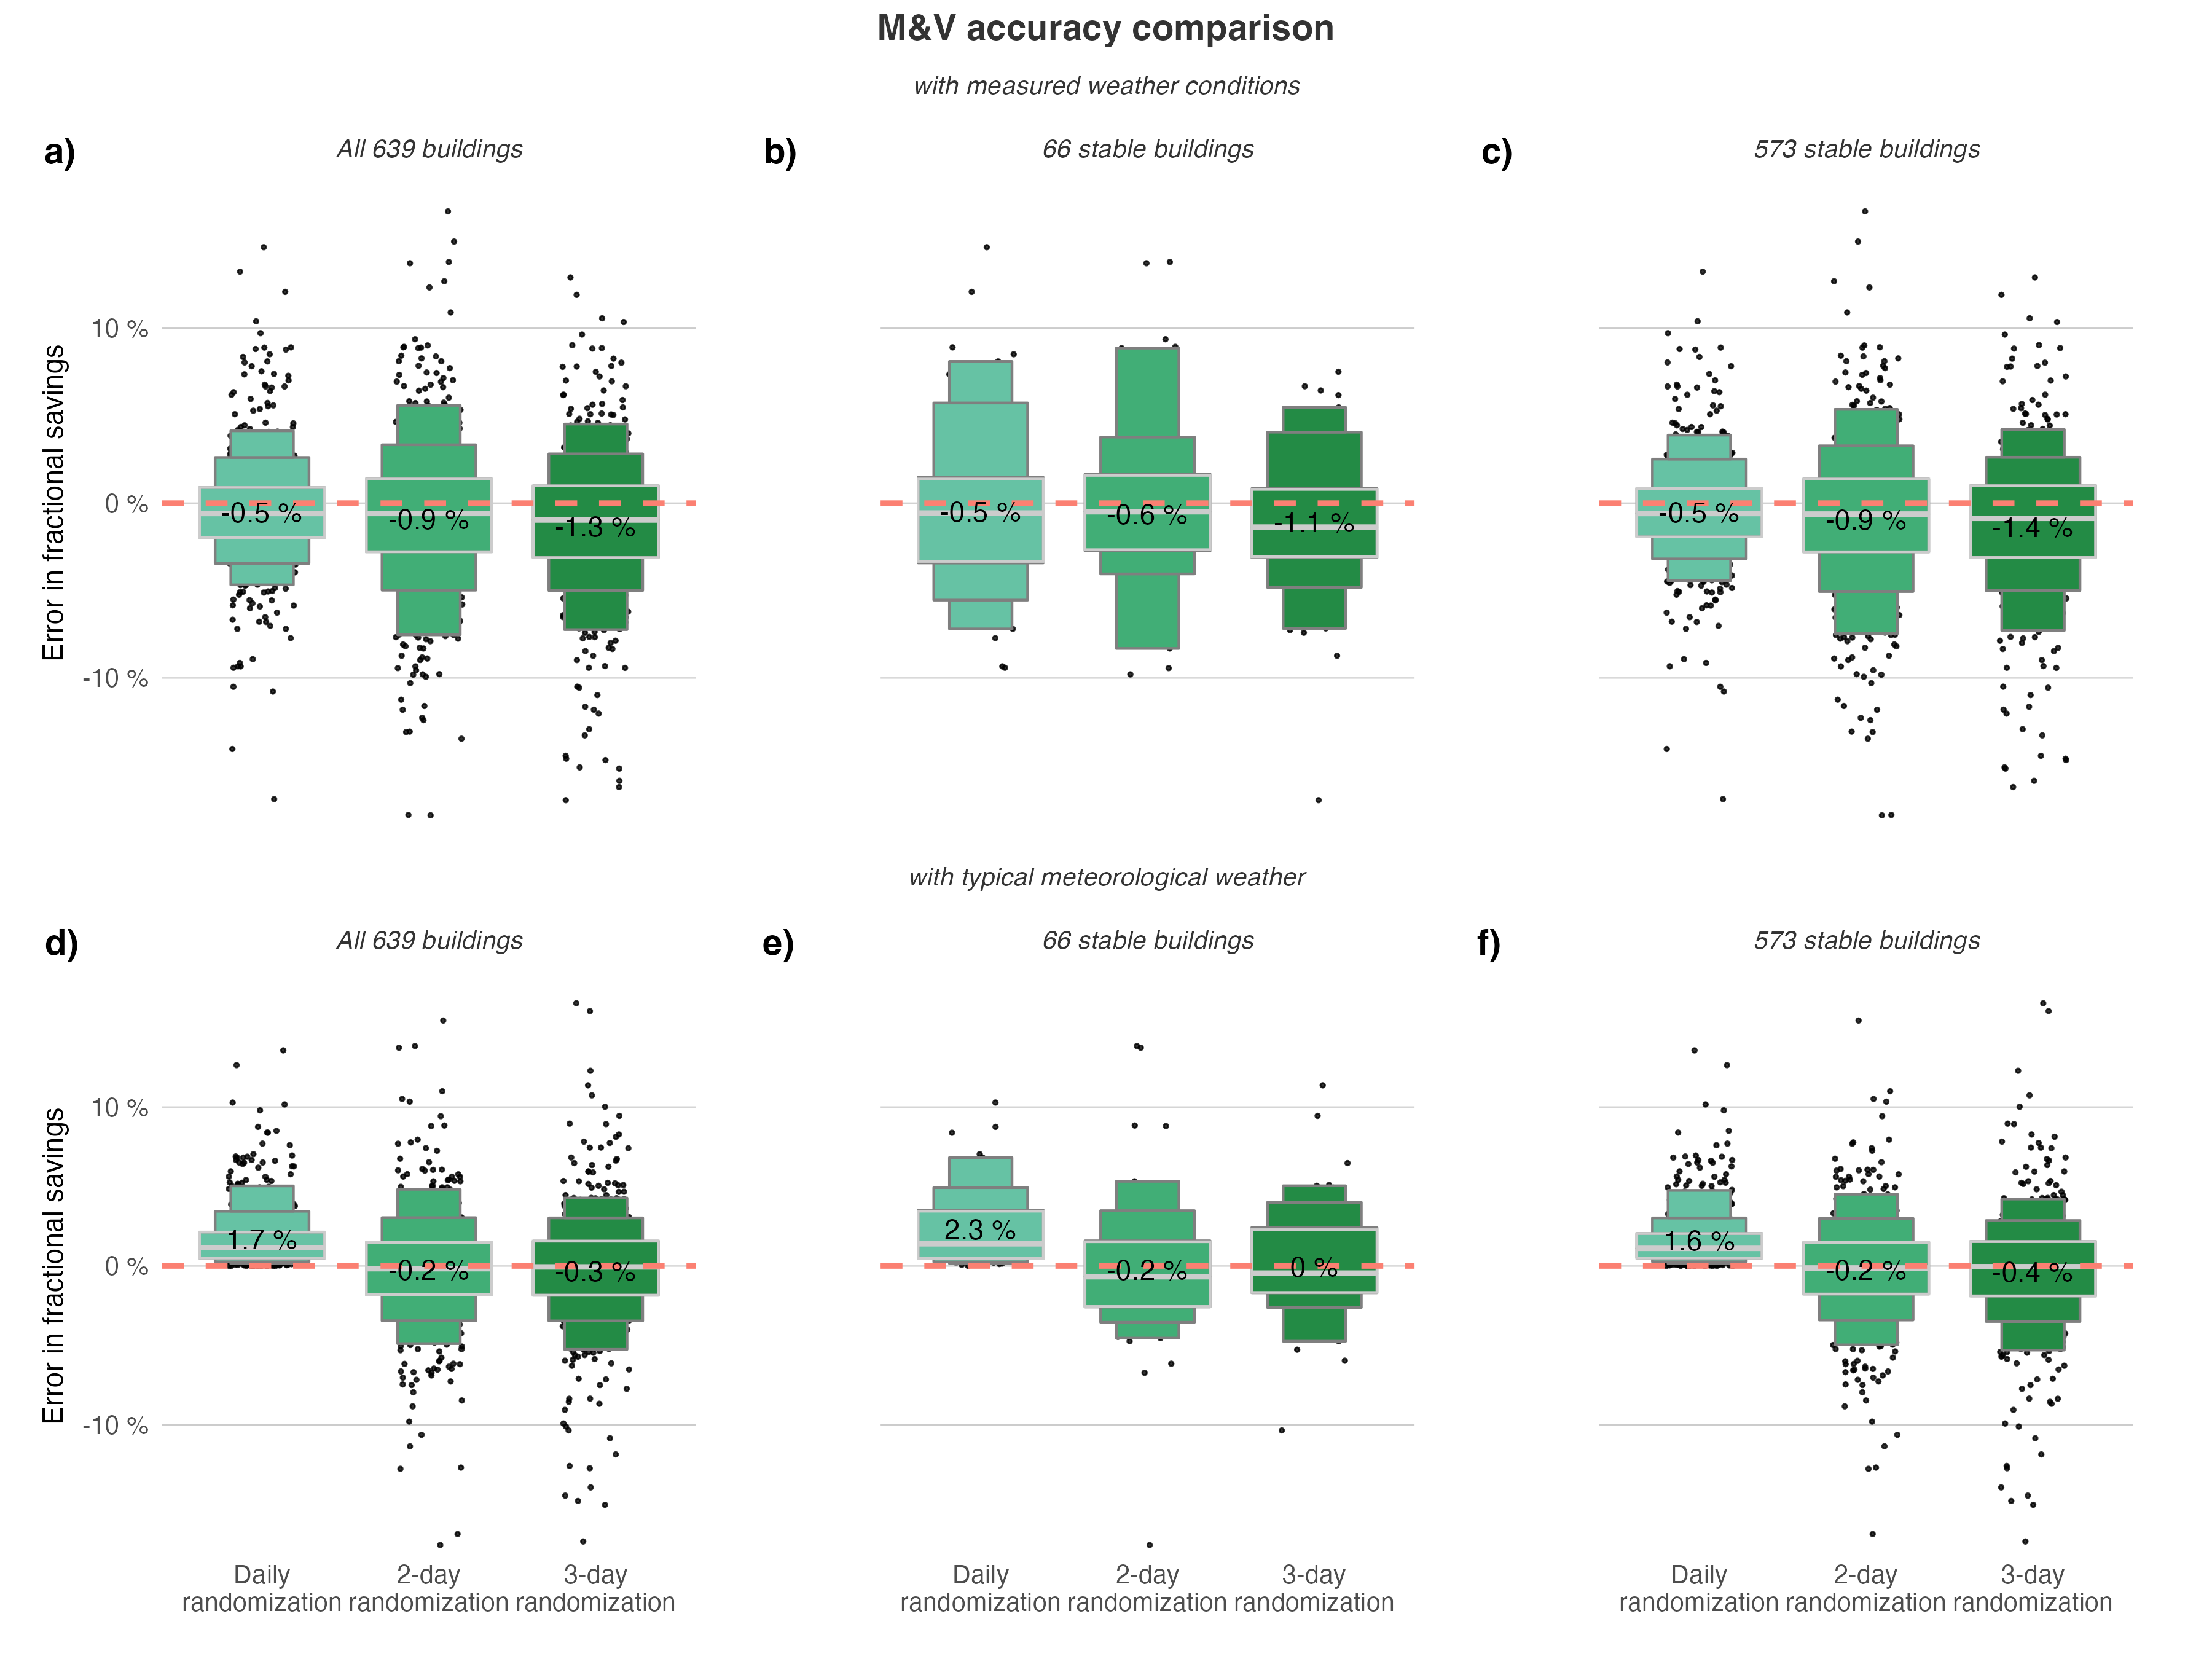 M&V accuracy comparison
with measured weather conditions
a)
All 639 buildings
b)
66 stable buildings
c)
573 stable buildings
Error in fractional savings
10 %
0 %
-10 %
-0.5 %
-0.9 %
-1.3 %
-0.5 %
-0.6 %
-1.1 %
-0.5 %
-0.9 %
-1.4 %
with typical meteorological weather
d)
All 639 buildings
e)
66 stable buildings
f)
573 stable buildings
Error in fractional savings
10 %
0 %
-10 %
1.7 %
-0.2 %
-0.3 %
2.3 %
-0.2 %
0 %
1.6 %
-0.2 %
-0.4 %
Daily
randomization
2-day
randomization
3-day
randomization
Daily
randomization
2-day
randomization
3-day
randomization
Daily
randomization
2-day
randomization
3-day
randomization